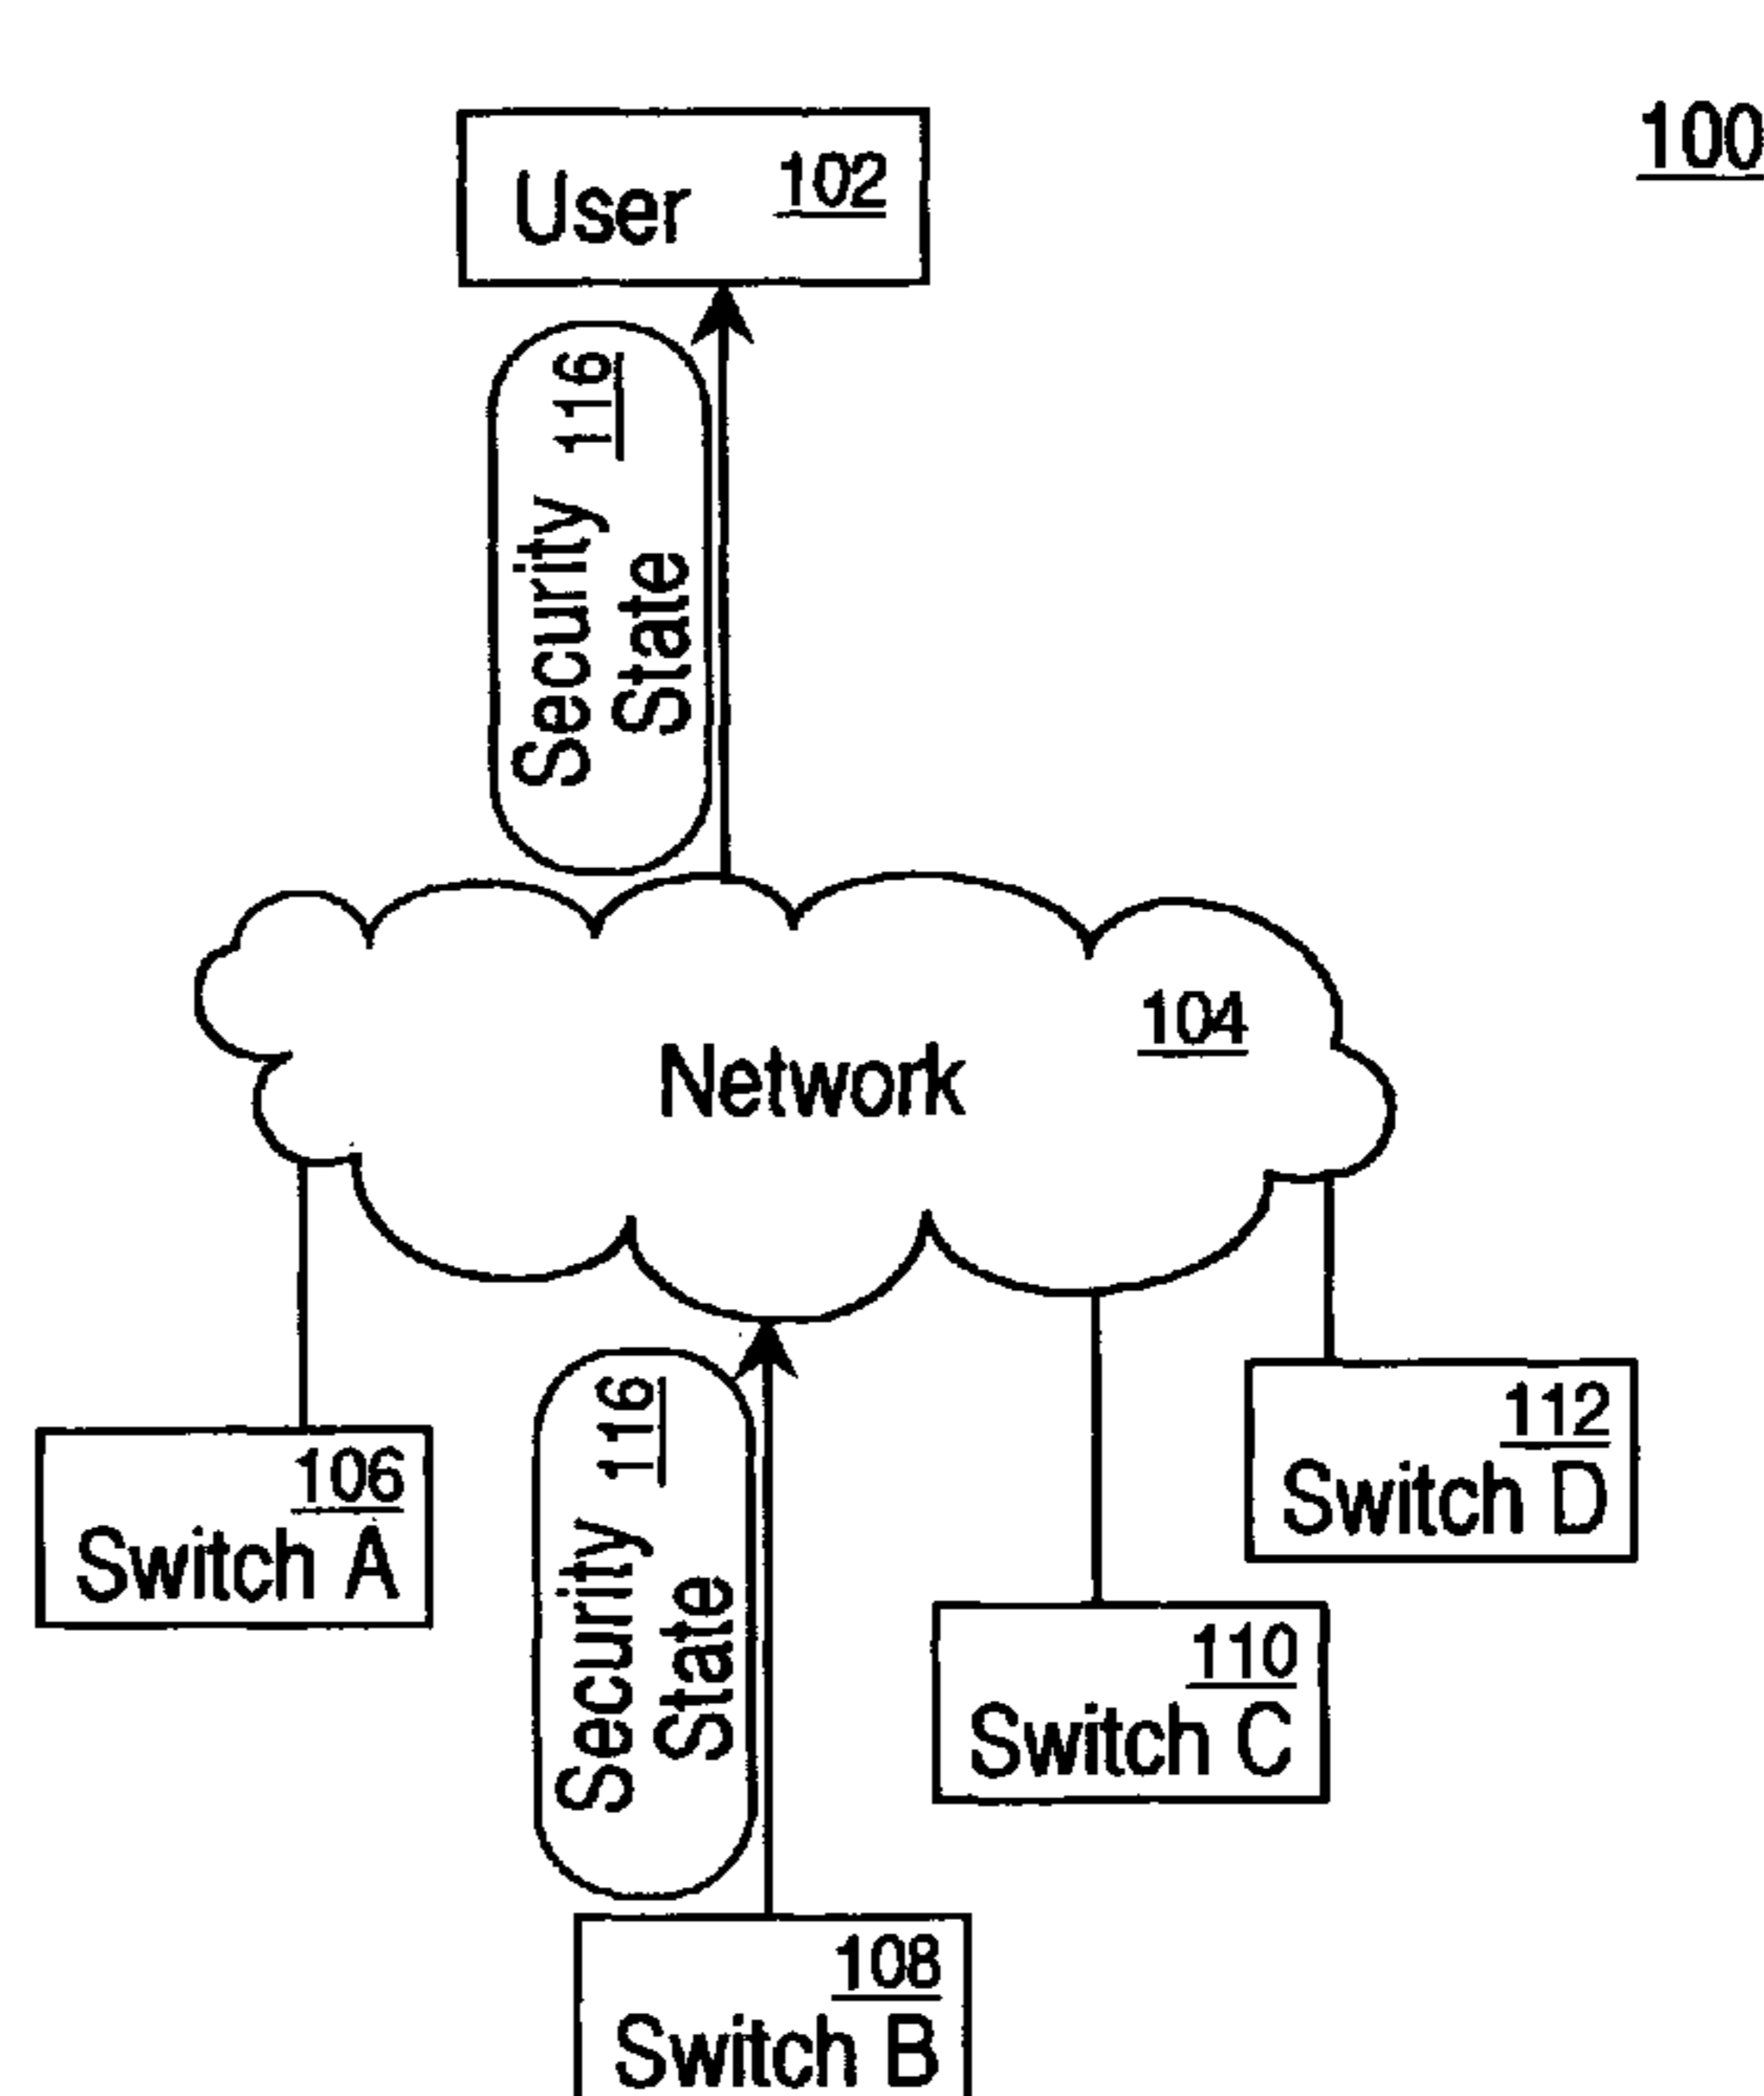 100
102
User
Security 116
State
104
Network
106
Switch A
Security 116
State
112
Switch D
110
Switch C
108
Switch B